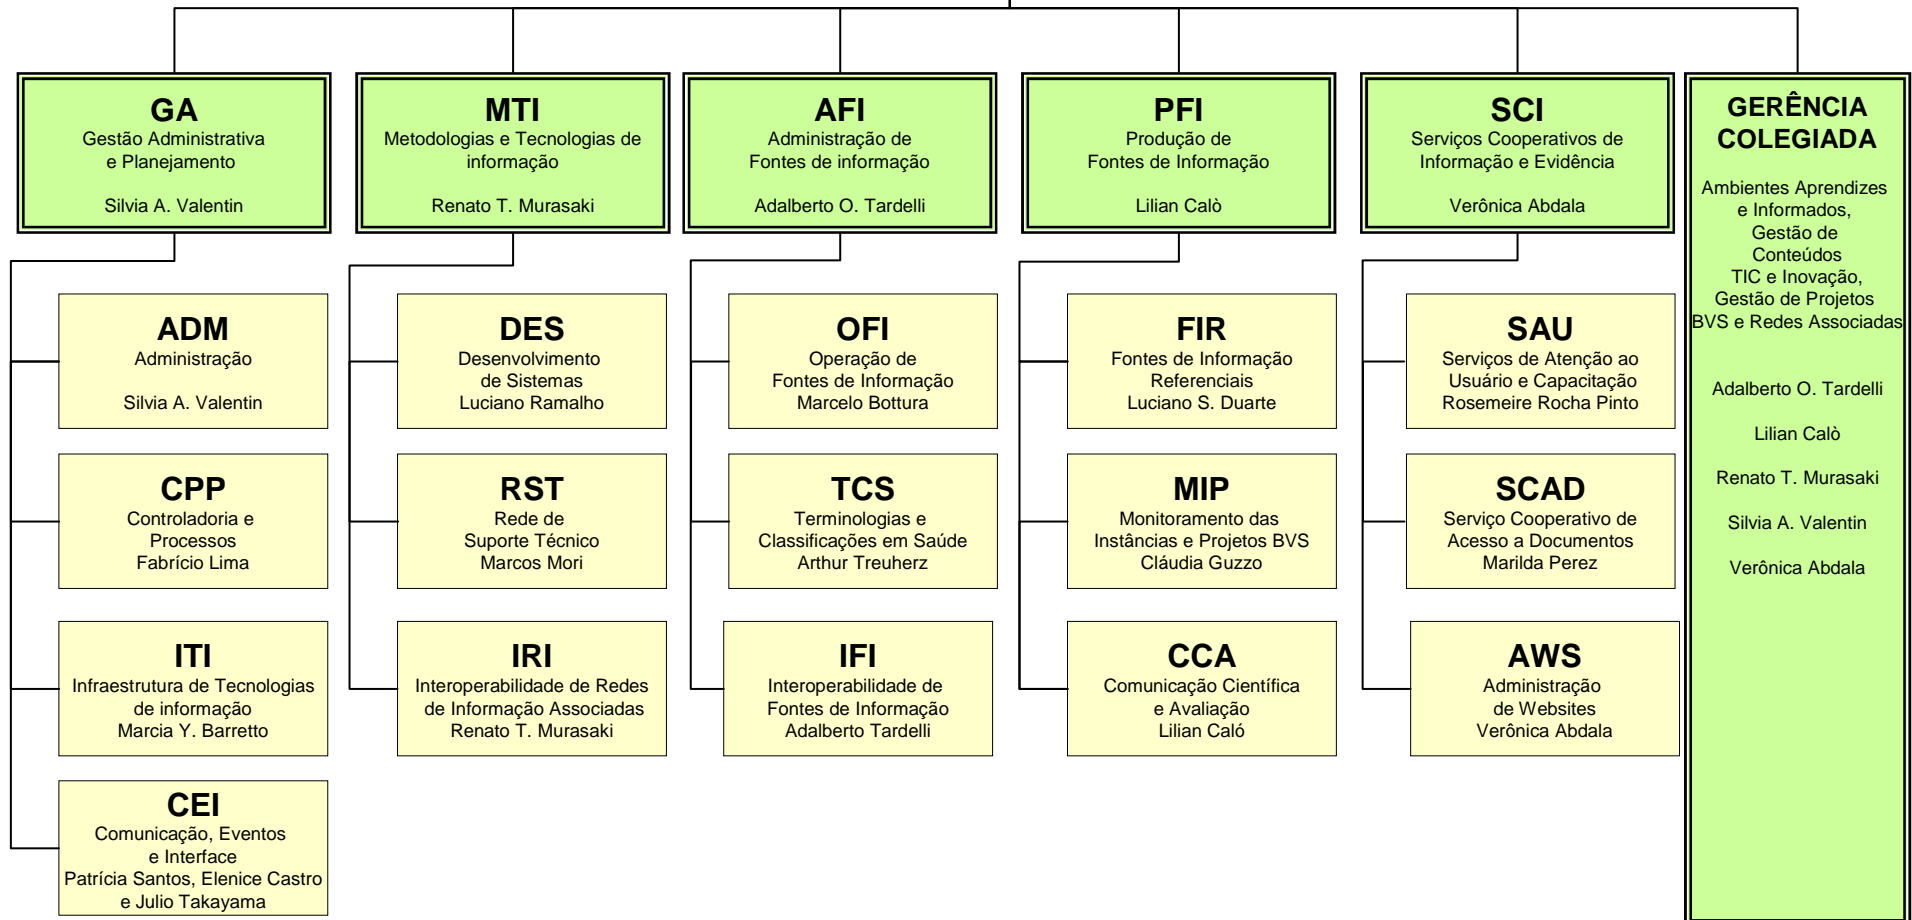 GA
Gestão Administrativa
e Planejamento
Silvia A. Valentin
MTI
Metodologias e Tecnologias de
informação
Renato T. Murasaki
AFI
Administração de
Fontes de informação
Adalberto O. Tardelli
PFI
Produção de
Fontes de Informação
Lilian Calò
SCI
Serviços Cooperativos de
Informação e Evidência
Verônica Abdala
GERÊNCIA
COLEGIADA
Ambientes Aprendizes
e Informados,
Gestão de
Conteúdos
TIC e Inovação,
Gestão de Projetos
BVS e Redes Associadas
Adalberto O. Tardelli
Lilian Calò
Renato T. Murasaki
Silvia A. Valentin
Verônica Abdala
ADM
Administração
Silvia A. Valentin
DES
Desenvolvimento
de Sistemas
Luciano Ramalho
OFI
Operação de
Fontes de Informação
Marcelo Bottura
FIR
Fontes de Informação
Referenciais
Luciano S. Duarte
SAU
Serviços de Atenção ao
Usuário e Capacitação
Rosemeire Rocha Pinto
CPP
Controladoria e
Processos
Fabrício Lima
RST
Rede de
Suporte Técnico
Marcos Mori
TCS
Terminologias e
Classificações em Saúde
Arthur Treuherz
MIP
Monitoramento das
Instâncias e Projetos BVS
Cláudia Guzzo
SCAD
Serviço Cooperativo de
Acesso a Documentos
Marilda Perez
ITI
Infraestrutura de Tecnologias
de informação
Marcia Y. Barretto
IRI
Interoperabilidade de Redes
de Informação Associadas
Renato T. Murasaki
IFI
Interoperabilidade de
Fontes de Informação
Adalberto Tardelli
CCA
Comunicação Científica
e Avaliação
Lilian Caló
AWS
Administração
de Websites
Verônica Abdala
CEI
Comunicação, Eventos
e Interface
Patrícia Santos, Elenice Castro
e Julio Takayama